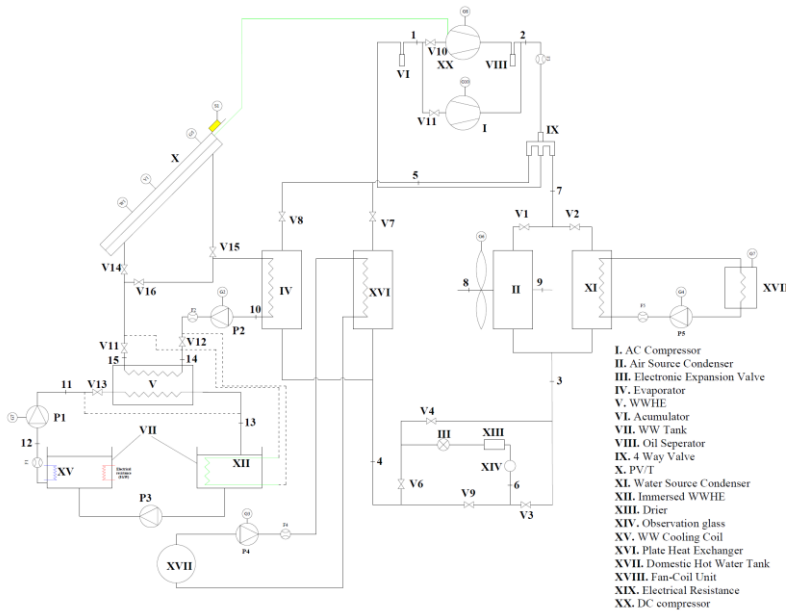 1
2
V10
VI
XX
VIII
V11
I
IX
X
5
7
V8
V7
V1
V2
V15
V14
V16
IV
XVI
8
II
9
XI
XVII
10
P2
P5
V11
V12
15
14
V
3
11
V13
P1
13
12
VII
V4
III
XIII
XIV
XV
Electrical
resistance
XII
4
V6
6
V9
V3
P3
P4
XVII
I. AC Compressor
II. Air Source Condenser
III. Electronic Expansion Valve
IV. Evaporator
V. WWHE
VI. Acumulator
VII. WW Tank
VIII. Oil Seperator
IX. 4 Way Valve
X. PV/T
XI. Water Source Condenser
XII. Immersed WWHE
XIII. Drier
XIV. Observation glass
XV. WW Cooling Coil
XVI. Plate Heat Exchanger
XVII. Domestic Hot Water Tank
XVIII. Fan-Coil Unit
XIX. Electrical Resistance
XX. DC compressor